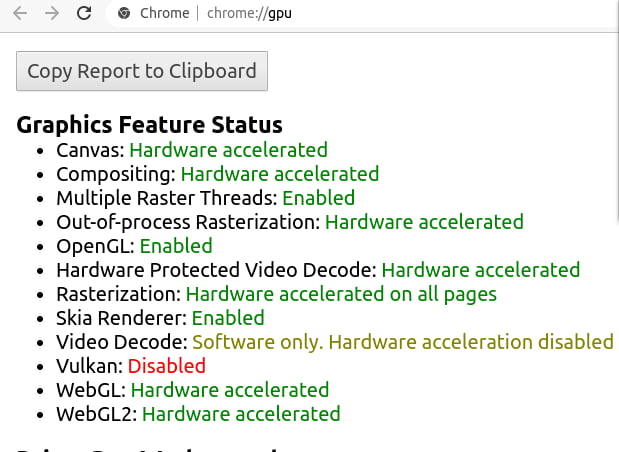 Chrome | chrome://gpu
Copy Report to Clipboard
Graphics Feature Status
• Canvas: Hardware accelerated
• Compositing: Hardware accelerated
• Multiple Raster Threads: Enabled
• Out-of-process Rasterization: Hardware accelerated
• OpenGL: Enabled
• Hardware Protected Video Decode: Hardware accelerated
• Rasterization: Hardware accelerated on all pages
• Skia Renderer: Enabled
• Video Decode: Software only. Hardware acceleration disabled
• Vulkan: Disabled
• WebGL: Hardware accelerated
• WebGL2: Hardware accelerated